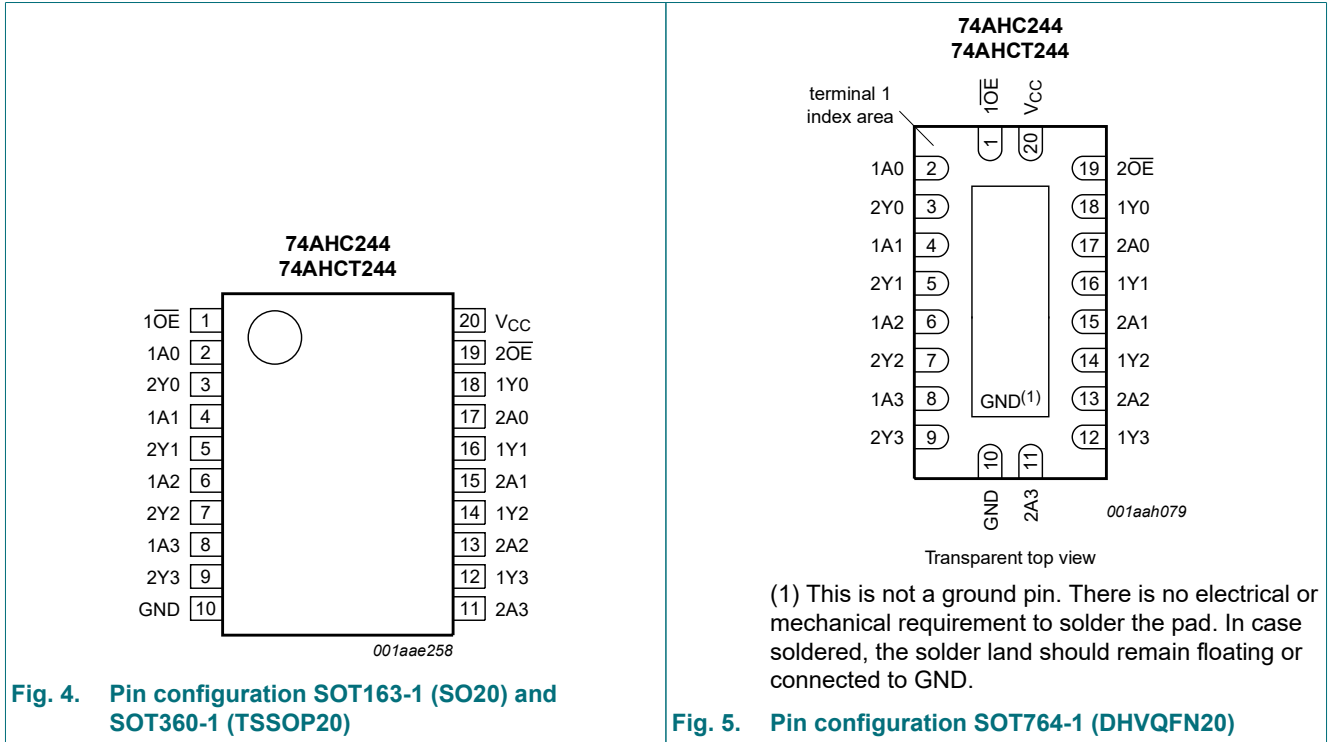 74AHC244
74AHCT244
1O̅E̅ 1
1A0 2
2Y0 3
1A1 4
2Y1 5
1A2 6
2Y2 7
1A3 8
2Y3 9
GND 10
20 VCC
19 2O̅E̅
18 1Y0
17 2A0
16 1Y1
15 2A1
14 1Y2
13 2A2
12 1Y3
11 2A3
001aae258
Fig. 4. Pin configuration SOT163-1 (SO20) and
SOT360-1 (TSSOP20)
74AHC244
74AHCT244
terminal 1
index area
1O̅E̅
VCC
1
20
1A0 2
2Y0 3
1A1 4
2Y1 5
1A2 6
2Y2 7
1A3 8
2Y3 9
19 2O̅E̅
18 1Y0
17 2A0
16 1Y1
15 2A1
14 1Y2
13 2A2
12 1Y3
GND(1)
10
11
GND
2A3
001aah079
Transparent top view
(1) This is not a ground pin. There is no electrical or
mechanical requirement to solder the pad. In case
soldered, the solder land should remain floating or
connected to GND.
Fig. 5. Pin configuration SOT764-1 (DHVQFN20)